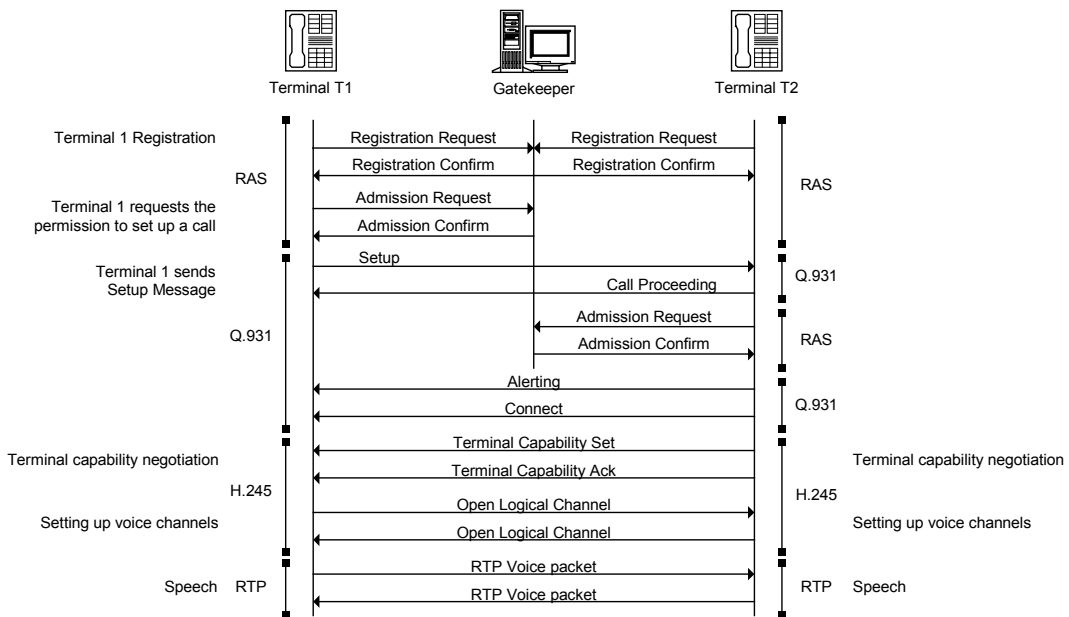 Terminal T1
Gatekeeper
Terminal T2
Terminal 1 Registration
Registration Request
Registration Request
Registration Confirm
Registration Confirm
RAS
RAS
Terminal 1 requests the
permission to set up a call
Admission Request
Admission Confirm
Terminal 1 sends
Setup Message
Setup
Q.931
Call Proceeding
Q.931
Admission Request
Admission Confirm
RAS
Alerting
Connect
Q.931
Terminal capability negotiation
Terminal Capability Set
Terminal Capability Ack
Terminal capability negotiation
H.245
H.245
Setting up voice channels
Open Logical Channel
Open Logical Channel
Setting up voice channels
Speech
RTP
RTP Voice packet
RTP Voice packet
RTP
Speech